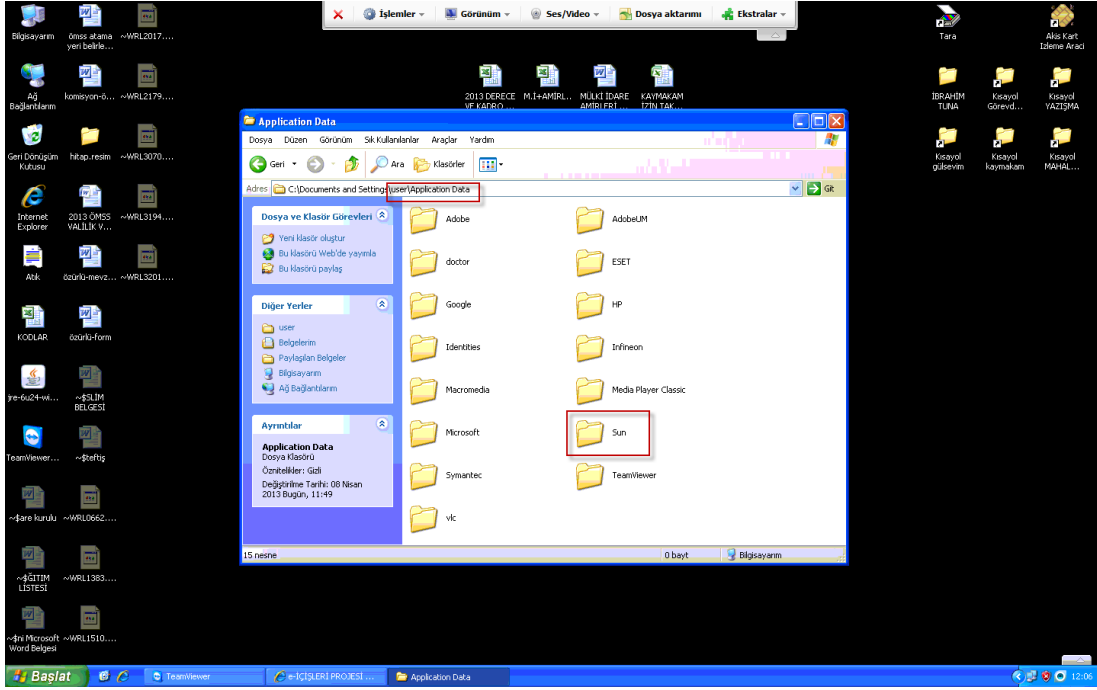 İşlemler
Görünüm
Ses/Video
Dosya aktarımı
Ekstralar
Bilgisayarım
ömss atama
yeri belirle...
~WRL2017....
Tara
Akis Kart
Izleme Araci
Ağ
Bağlantılarım
komisyon-ö...
~WRL2179....
2013 DERECE
VE KADRO ...
M.İ+AMİRL...
MÜLKİ İDARE
AMİRLERİ ...
KAYMAKAM
İZİN TAK...
İBRAHİM
TUNA
Kısayol
Görevd...
Kısayol
YAZIŞMA
Geri Dönüşüm
Kutusu
hitap.resim
~WRL3070....
Kısayol
gülsevim
Kısayol
kaymakam
Kısayol
MAHAL...
Internet
Explorer
2013 ÖMSS
VALİLİK V...
~WRL3194....
Atık
özürlü-mevz...
~WRL3201....
KODLAR
özürlü-form
jre-6u24-wi...
~$SLIM
BELGESİ
TeamViewer...
~$teftiş
~$are kurulu
~WRL0662....
~$ĞİTİM
LİSTESİ
~WRL1383....
~$ni Microsoft
Word Belgesi
~WRL1510....
Application Data
Dosya Düzen Görünüm Sık Kullanılanlar Araçlar Yardım
Geri Ara Klasörler
Adres C:\Documents and Settings\user\Application Data Git
Dosya ve Klasör Görevleri
Yeni klasör oluştur
Bu klasörü Web'de yayımla
Bu klasörü paylaş
Diğer Yerler
user
Belgelerim
Paylaşılan Belgeler
Bilgisayarım
Ağ Bağlantılarım
Ayrıntılar
Application Data
Dosya Klasörü
Öznitelikler: Gizli
Değiştirilme Tarihi: 08 Nisan
2013 Bugün, 11:49
Adobe
AdobeUM
doctor
ESET
Google
HP
Identities
Infineon
Macromedia
Media Player Classic
Microsoft
Sun
Symantec
TeamViewer
vlc
15 nesne 0 bayt Bilgisayarım
Başlat TeamViewer e-İÇİŞLERİ PROJESİ ... Application Data 12:06